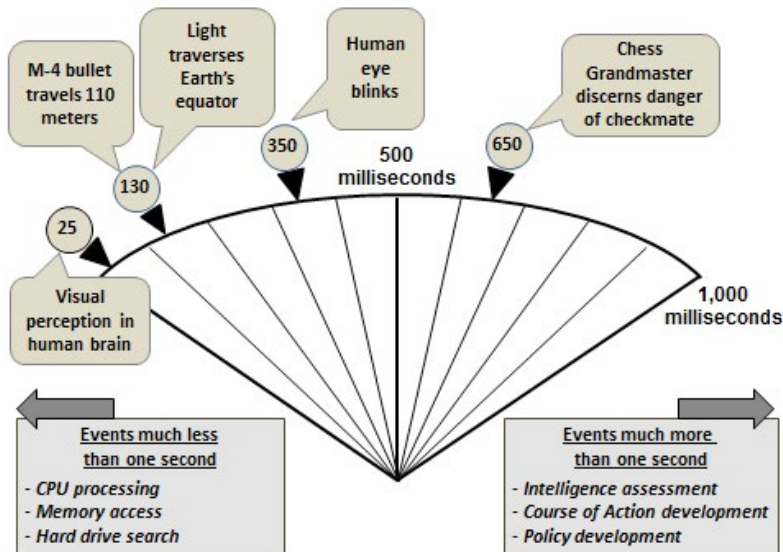 M-4 bullet
travels 110
meters
Light
traverses
Earth's
equator
Human
eye
blinks
Chess
Grandmaster
discerns danger
of checkmate
25
130
350
500
milliseconds
650
1,000
milliseconds
Visual
perception in
human brain
Events much less
than one second
- CPU processing
- Memory access
- Hard drive search
Events much more
than one second
- Intelligence assessment
- Course of Action development
- Policy development